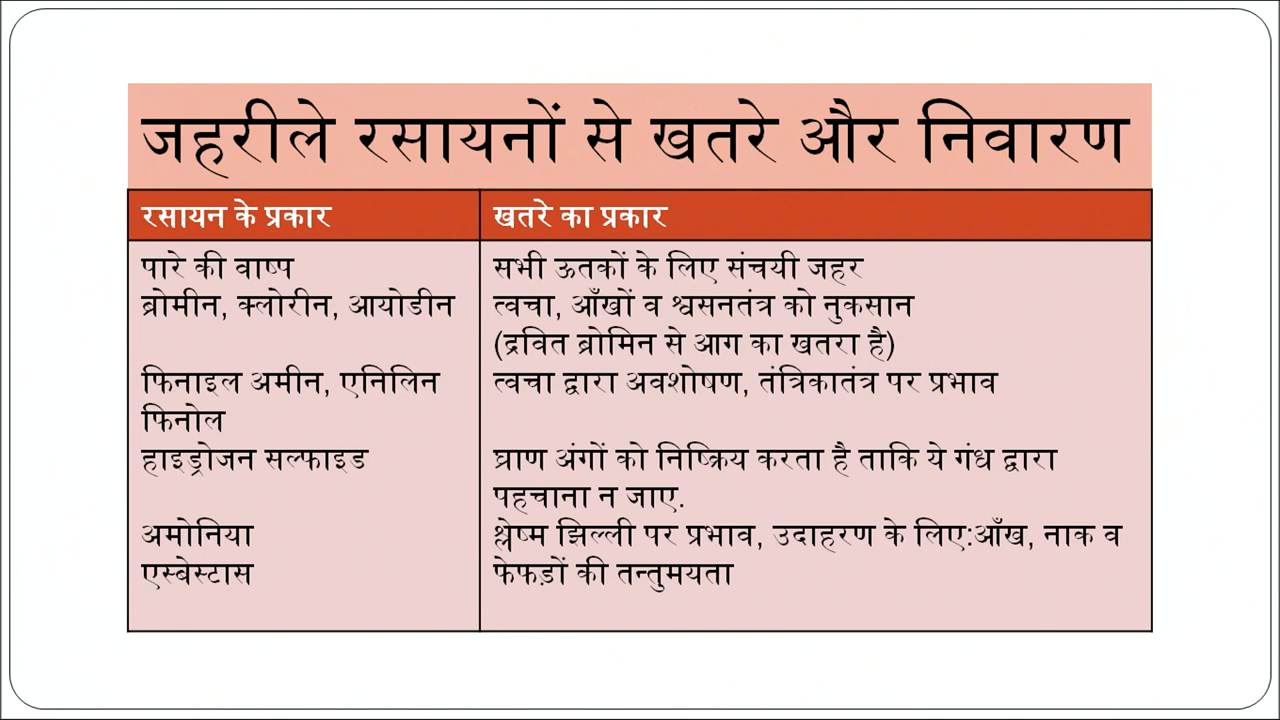 जहरीले रसायनों से खतरे और निवारण
रसायन के प्रकार
खतरे का प्रकार
पारे की वाष्प
सभी ऊतकों के लिए संचयी जहर
ब्रोमीन, क्लोरीन, आयोडीन
त्वचा, आँखों व श्वसनतंत्र को नुकसान
(द्रवित ब्रोमिन से आग का खतरा है)
फिनाइल अमीन, एनिलिन
त्वचा द्वारा अवशोषण, तंत्रिकातंत्र पर प्रभाव
फिनोल
हाइड्रोजन सल्फाइड
घ्राण अंगों को निष्क्रिय करता है ताकि ये गंध द्वारा
पहचाना न जाए.
अमोनिया
श्लेष्म झिल्ली पर प्रभाव, उदाहरण के लिए:आँख, नाक व
एस्बेस्टास
फेफड़ों की तन्तुमयता